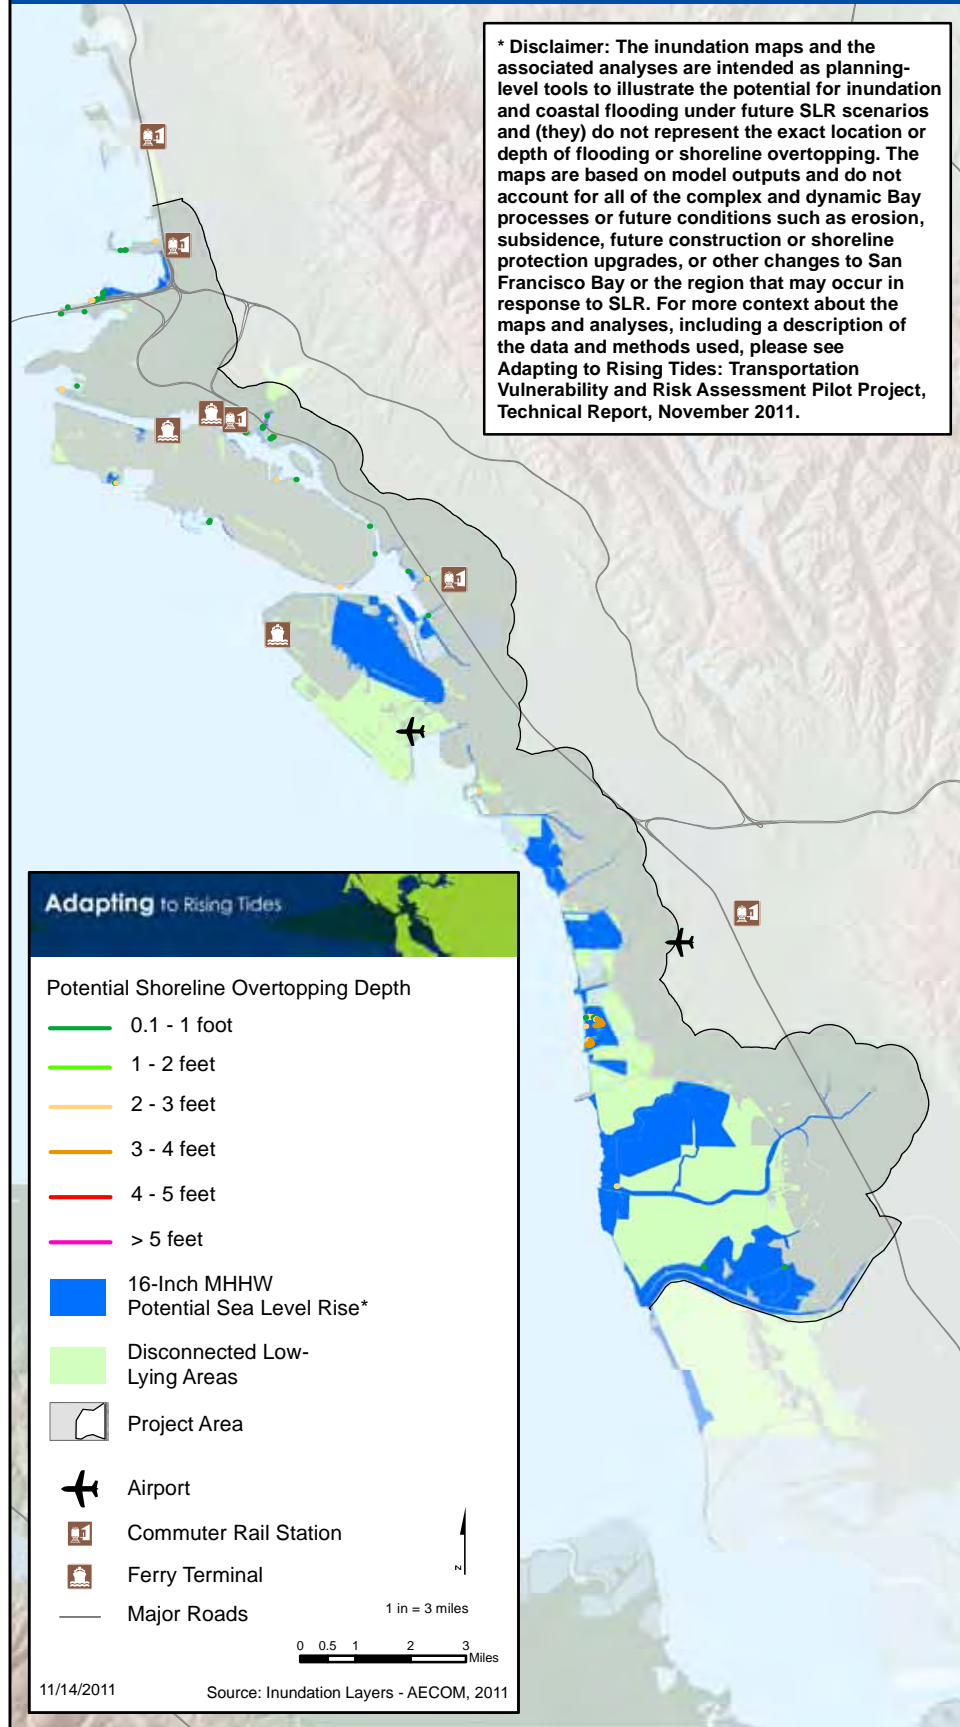 * Disclaimer: The inundation maps and the
associated analyses are intended as planning-
level tools to illustrate the potential for inundation
and coastal flooding under future SLR scenarios
and (they) do not represent the exact location or
depth of flooding or shoreline overtopping. The
maps are based on model outputs and do not
account for all of the complex and dynamic Bay
processes or future conditions such as erosion,
subsidence, future construction or shoreline
protection upgrades, or other changes to San
Francisco Bay or the region that may occur in
response to SLR. For more context about the
maps and analyses, including a description of
the data and methods used, please see
Adapting to Rising Tides: Transportation
Vulnerability and Risk Assessment Pilot Project,
Technical Report, November 2011.
Adapting to Rising Tides
Potential Shoreline Overtopping Depth
0.1 - 1 foot
1 - 2 feet
2 - 3 feet
3 - 4 feet
4 - 5 feet
> 5 feet
16-Inch MHHW
Potential Sea Level Rise*
Disconnected Low-
Lying Areas
Project Area
Airport
Commuter Rail Station
Ferry Terminal
Major Roads
N
1 in = 3 miles
0 0.5 1 2 3
Miles
11/14/2011
Source: Inundation Layers - AECOM, 2011